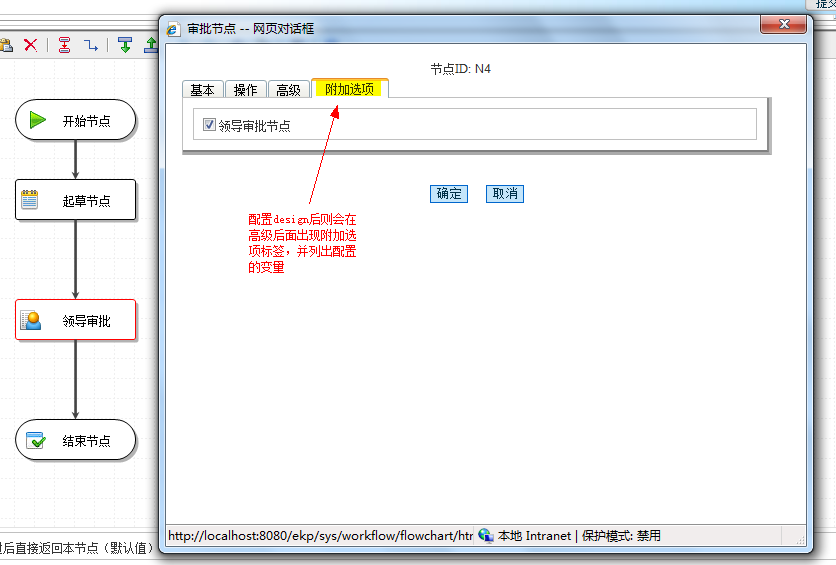 提交
审批节点 -- 网页对话框
节点ID: N4
基本 操作 高级 附加选项
领导审批节点
确定 取消
配置design后则会在
高级后面出现附加选
项标签，并列出配置
的变量
开始节点
起草节点
领导审批
结束节点
过后直接返回本节点（默认值）
http://localhost:8080/ekp/sys/workflow/flowchart/htr
本地 Intranet | 保护模式: 禁用